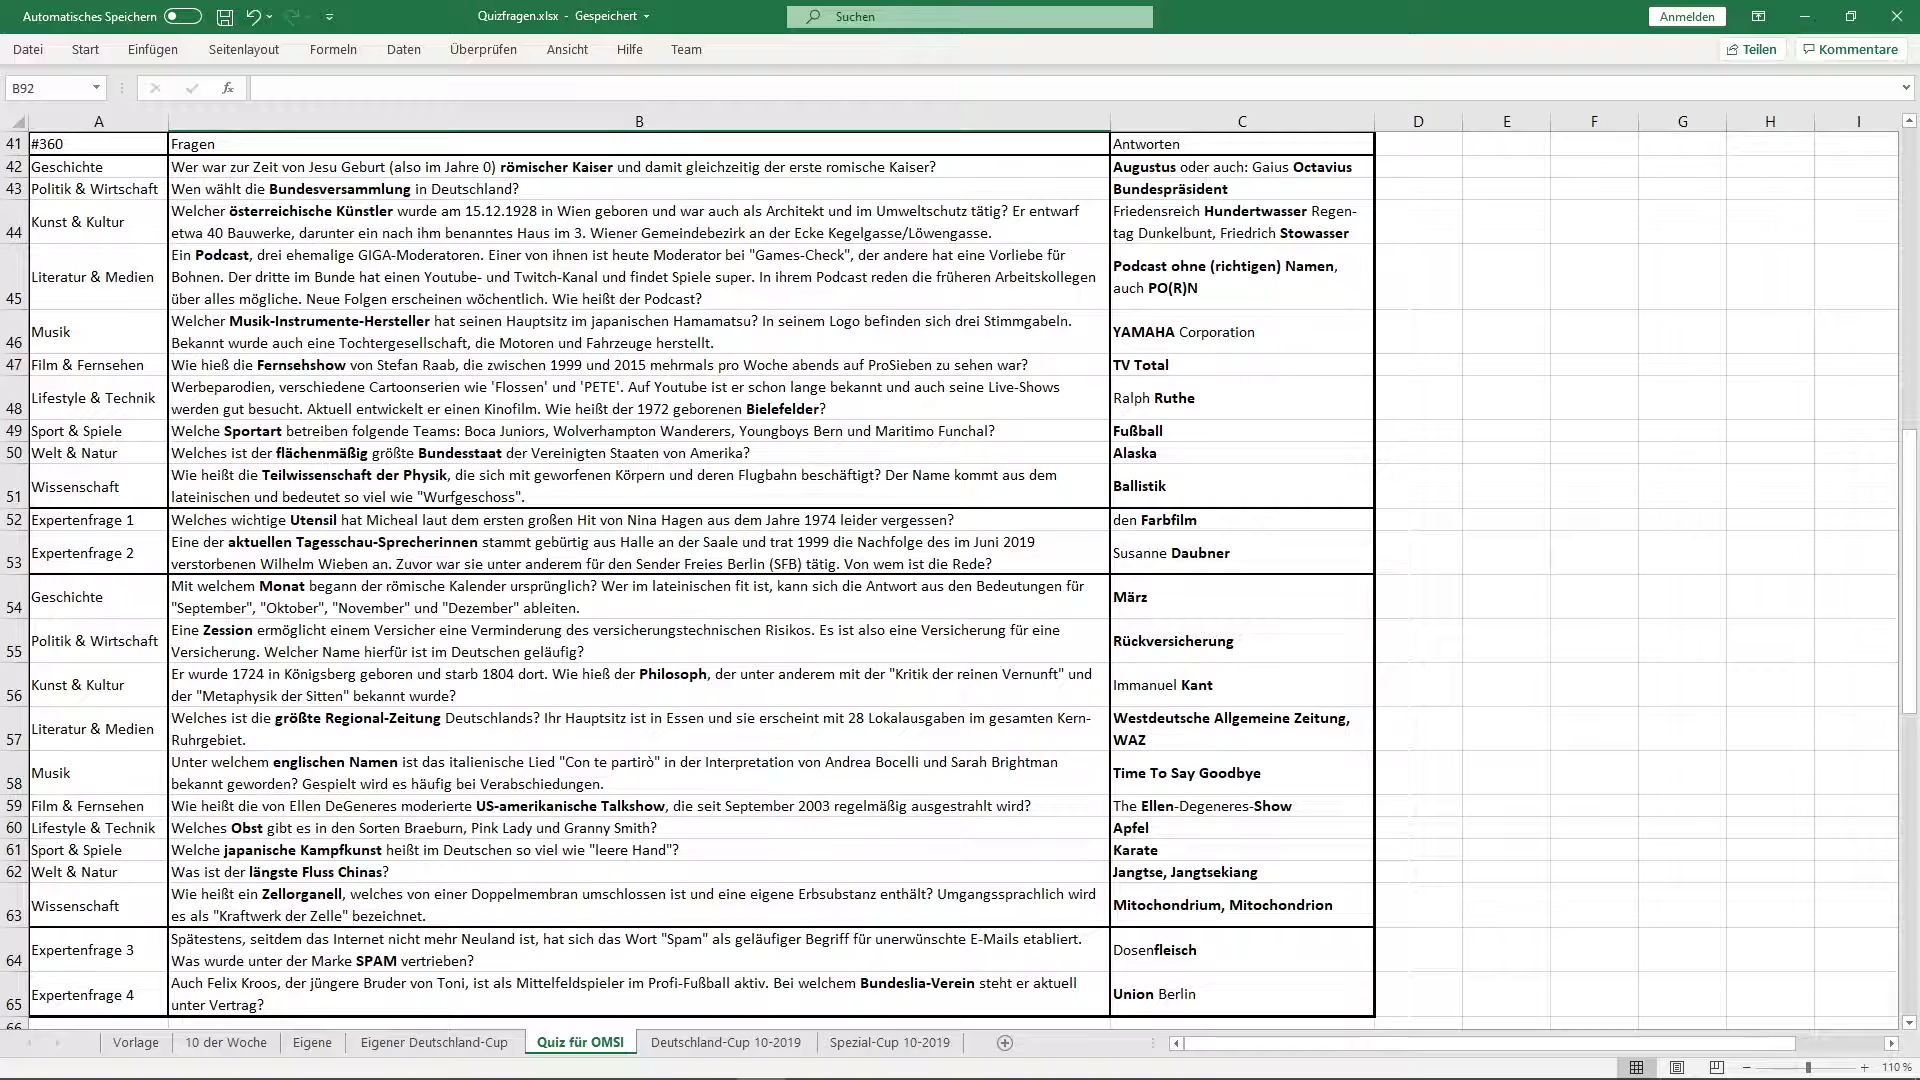 Automatisches Speichern
Quizfragen.xlsx - Gespeichert
Suchen
Anmelden
Datei Start Einfügen Seitenlayout Formeln Daten Überprüfen Ansicht Hilfe Team
Teilen Kommentare
B92
fx
A B C D E F G H I
41 #360 Fragen Antworten
42 Geschichte Wer war zur Zeit von Jesu Geburt (also im Jahre 0) römischer Kaiser und damit gleichzeitig der erste romische Kaiser? Augustus oder auch: Gaius Octavius
43 Politik & Wirtschaft Wen wählt die Bundesversammlung in Deutschland? Bundespräsident
44 Kunst & Kultur Welcher österreichische Künstler wurde am 15.12.1928 in Wien geboren und war auch als Architekt und im Umweltschutz tätig? Er entwarf
etwa 40 Bauwerke, darunter ein nach ihm benanntes Haus im 3. Wiener Gemeindebezirk an der Ecke Kegelgasse/Löwengasse.
Friedensreich Hundertwasser Regen-
tag Dunkelbunt, Friedrich Stowasser
45 Literatur & Medien Ein Podcast, drei ehemalige GIGA-Moderatoren. Einer von ihnen ist heute Moderator bei "Games-Check", der andere hat eine Vorliebe für
Bohnen. Der dritte im Bunde hat einen Youtube- und Twitch-Kanal und findet Spiele super. In ihrem Podcast reden die früheren Arbeitskollegen
über alles mögliche. Neue Folgen erscheinen wöchentlich. Wie heißt der Podcast?
Podcast ohne (richtigen) Namen,
auch PO(R)N
46 Musik Welcher Musik-Instrumente-Hersteller hat seinen Hauptsitz im japanischen Hamamatsu? In seinem Logo befinden sich drei Stimmgabeln.
Bekannt wurde auch eine Tochtergesellschaft, die Motoren und Fahrzeuge herstellt.
YAMAHA Corporation
47 Film & Fernsehen Wie hieß die Fernsehshow von Stefan Raab, die zwischen 1999 und 2015 mehrmals pro Woche abends auf ProSieben zu sehen war? TV Total
48 Lifestyle & Technik Werbeparodien, verschiedene Cartoonserien wie 'Flossen' und 'PETE'. Auf Youtube ist er schon lange bekannt und auch seine Live-Shows
werden gut besucht. Aktuell entwickelt er einen Kinofilm. Wie heißt der 1972 geborenen Bielefelder?
Ralph Ruthe
49 Sport & Spiele Welche Sportart betreiben folgende Teams: Boca Juniors, Wolverhampton Wanderers, Youngboys Bern und Maritimo Funchal? Fußball
50 Welt & Natur Welches ist der flächenmäßig größte Bundesstaat der Vereinigten Staaten von Amerika? Alaska
51 Wissenschaft Wie heißt die Teilwissenschaft der Physik, die sich mit geworfenen Körpern und deren Flugbahn beschäftigt? Der Name kommt aus dem
lateinischen und bedeutet so viel wie "Wurfgeschoss".
Ballistik
52 Expertenfrage 1 Welches wichtige Utensil hat Micheal laut dem ersten großen Hit von Nina Hagen aus dem Jahre 1974 leider vergessen? den Farbfilm
53 Expertenfrage 2 Eine der aktuellen Tagesschau-Sprecherinnen stammt gebürtig aus Halle an der Saale und trat 1999 die Nachfolge des im Juni 2019
verstorbenen Wilhelm Wieben an. Zuvor war sie unter anderem für den Sender Freies Berlin (SFB) tätig. Von wem ist die Rede?
Susanne Daubner
54 Geschichte Mit welchem Monat begann der römische Kalender ursprünglich? Wer im lateinischen fit ist, kann sich die Antwort aus den Bedeutungen für
"September", "Oktober", "November" und "Dezember" ableiten.
März
55 Politik & Wirtschaft Eine Zession ermöglicht einem Versicher eine Verminderung des versicherungstechnischen Risikos. Es ist also eine Versicherung für eine
Versicherung. Welcher Name hierfür ist im Deutschen geläufig?
Rückversicherung
56 Kunst & Kultur Er wurde 1724 in Königsberg geboren und starb 1804 dort. Wie hieß der Philosoph, der unter anderem mit der "Kritik der reinen Vernunft" und
der "Metaphysik der Sitten" bekannt wurde?
Immanuel Kant
57 Literatur & Medien Welches ist die größte Regional-Zeitung Deutschlands? Ihr Hauptsitz ist in Essen und sie erscheint mit 28 Lokalausgaben im gesamten Kern-
Ruhrgebiet.
Westdeutsche Allgemeine Zeitung,
WAZ
58 Musik Unter welchem englischen Namen ist das italienische Lied "Con te partirò" in der Interpretation von Andrea Bocelli und Sarah Brightman
bekannt geworden? Gespielt wird es häufig bei Verabschiedungen.
Time To Say Goodbye
59 Film & Fernsehen Wie heißt die von Ellen DeGeneres moderierte US-amerikanische Talkshow, die seit September 2003 regelmäßig ausgestrahlt wird? The Ellen-Degeneres-Show
60 Lifestyle & Technik Welches Obst gibt es in den Sorten Braeburn, Pink Lady und Granny Smith? Apfel
61 Sport & Spiele Welche japanische Kampfkunst heißt im Deutschen so viel wie "leere Hand"? Karate
62 Welt & Natur Was ist der längste Fluss Chinas? Jangtse, Jangtsekiang
63 Wissenschaft Wie heißt ein Zellorganell, welches von einer Doppelmembran umschlossen ist und eine eigene Erbsubstanz enthält? Umgangssprachlich wird
es als "Kraftwerk der Zelle" bezeichnet.
Mitochondrium, Mitochondrion
64 Expertenfrage 3 Spätestens, seitdem das Internet nicht mehr Neuland ist, hat sich das Wort "Spam" als geläufiger Begriff für unerwünschte E-Mails etabliert.
Was wurde unter der Marke SPAM vertrieben?
Dosenfleisch
65 Expertenfrage 4 Auch Felix Kroos, der jüngere Bruder von Toni, ist als Mittelfeldspieler im Profi-Fußball aktiv. Bei welchem Bundeslia-Verein steht er aktuell
unter Vertrag?
Union Berlin
66
Vorlage 10 der Woche Eigene Eigener Deutschland-Cup Quiz für OMSI Deutschland-Cup 10-2019 Spezial-Cup 10-2019
110 %